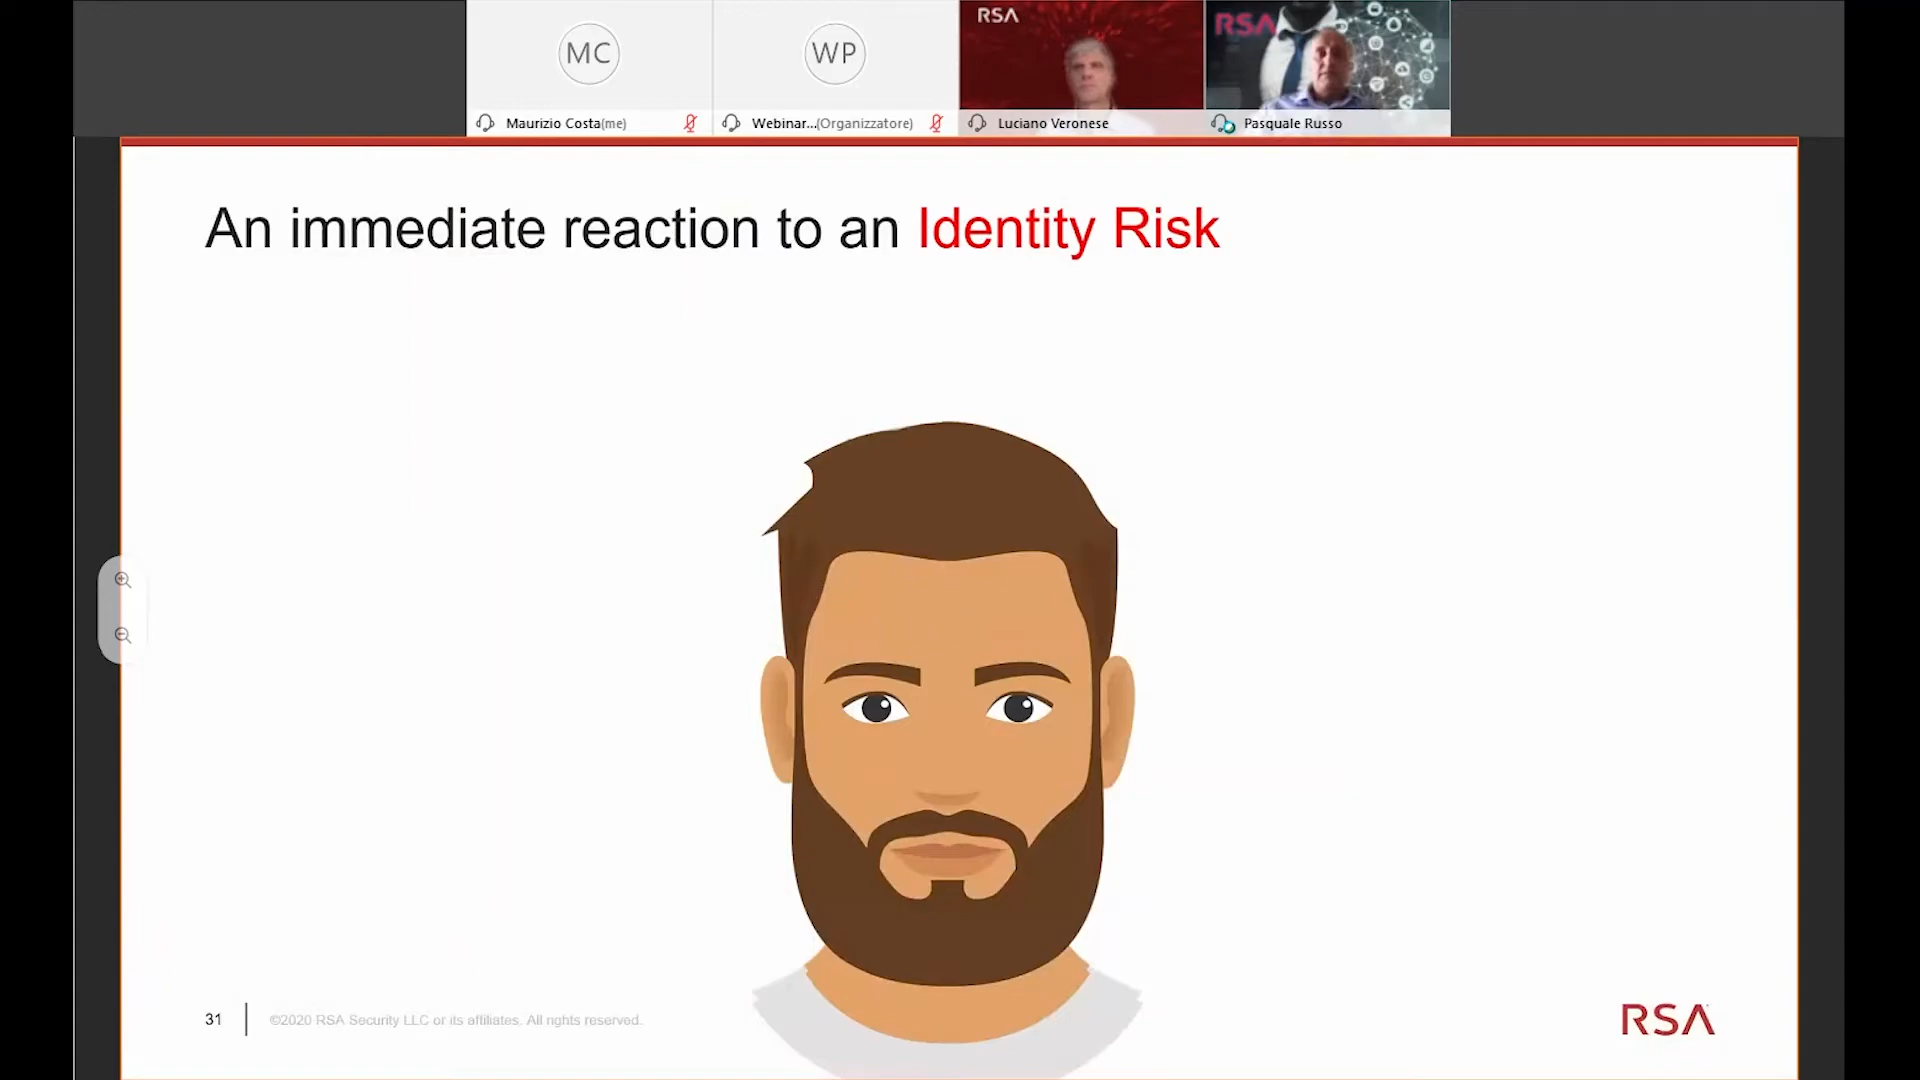 MC
WP
RSA
RSA
Maurizio Costa(me)
Webinar...(Organizzatore)
Luciano Veronese
Pasquale Russo
An immediate reaction to an Identity Risk
31
©2020 RSA Security LLC or its affiliates. All rights reserved.
RSA